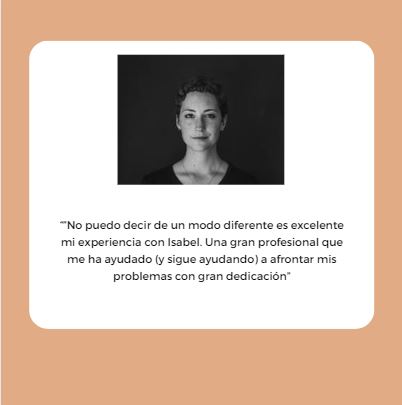 “"No puedo decir de un modo diferente es excelente
mi experiencia con Isabel. Una gran profesional que
me ha ayudado (y sigue ayudando) a afrontar mis
problemas con gran dedicación"